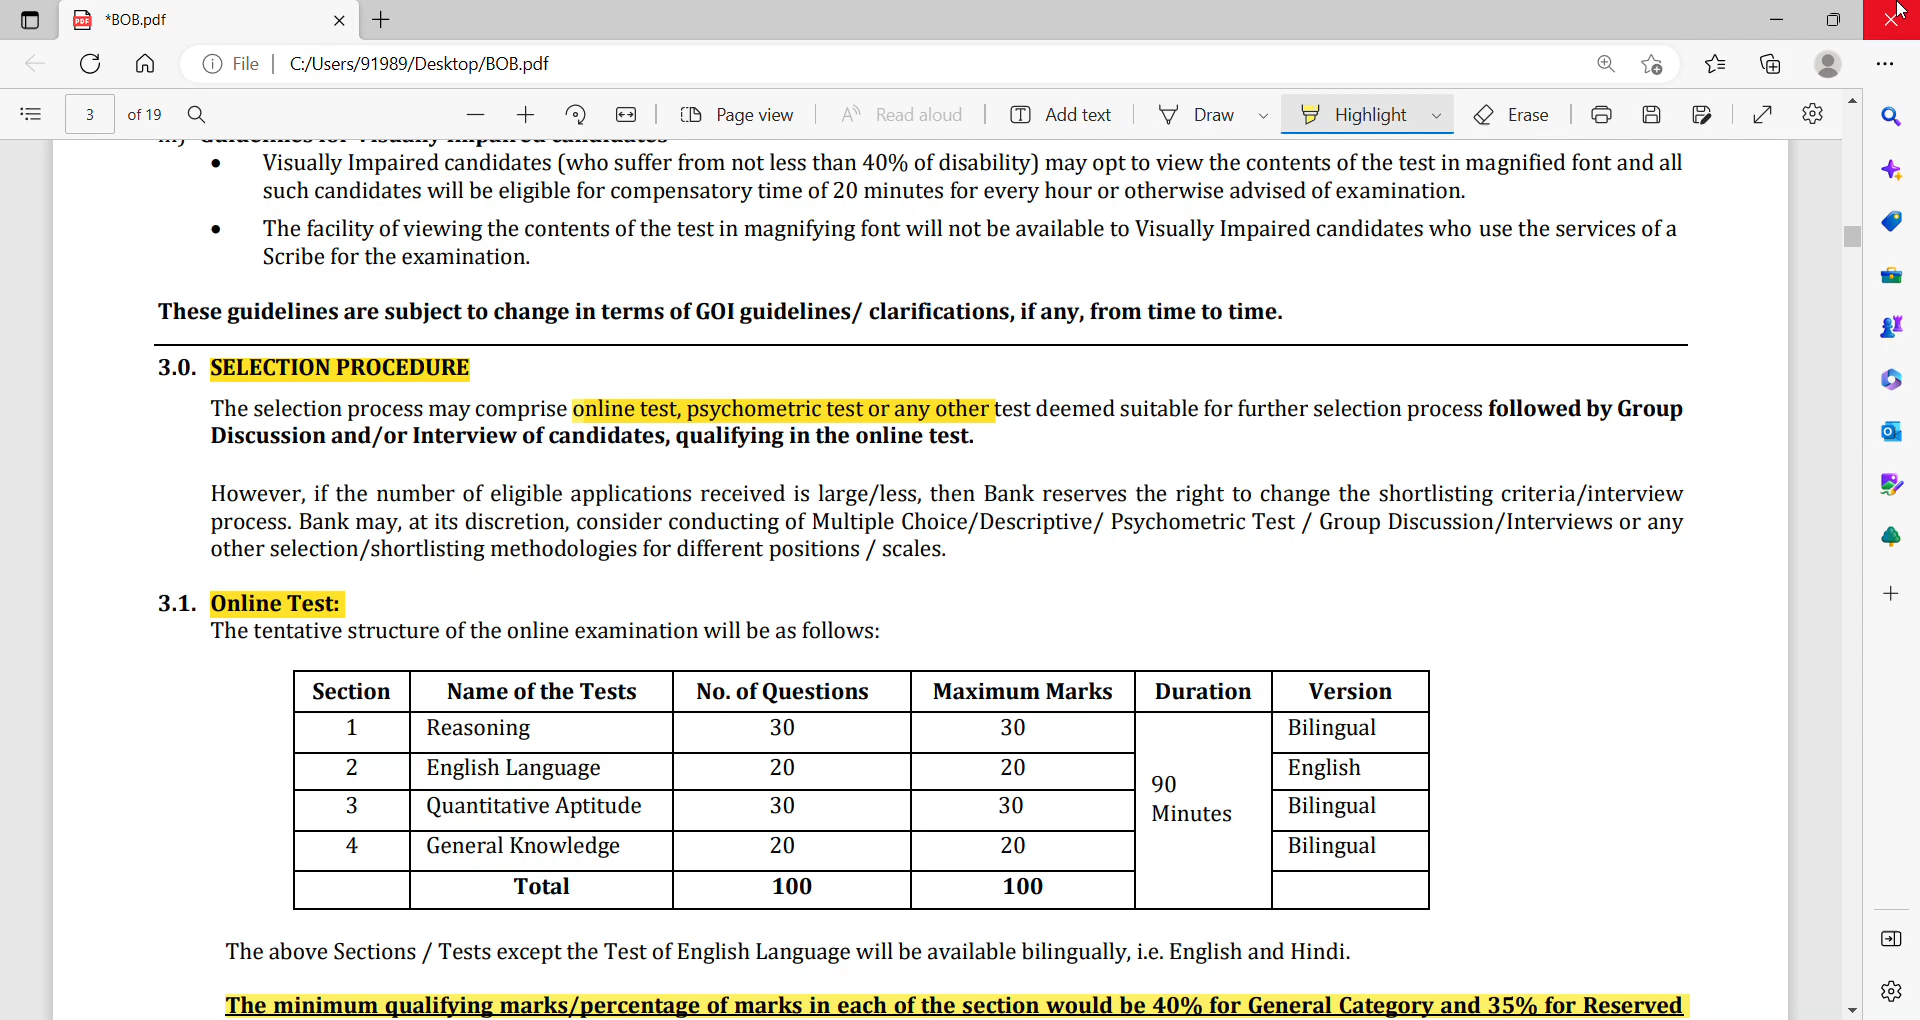 *BOB.pdf
File C:/Users/91989/Desktop/BOB.pdf
3 of 19 Page view Read aloud Add text Draw Highlight Erase
Guidelines for Visually Impaired candidates
• Visually Impaired candidates (who suffer from not less than 40% of disability) may opt to view the contents of the test in magnified font and all
such candidates will be eligible for compensatory time of 20 minutes for every hour or otherwise advised of examination.
• The facility of viewing the contents of the test in magnifying font will not be available to Visually Impaired candidates who use the services of a
Scribe for the examination.
These guidelines are subject to change in terms of GOI guidelines/ clarifications, if any, from time to time.
3.0. SELECTION PROCEDURE
The selection process may comprise online test, psychometric test or any other test deemed suitable for further selection process followed by Group
Discussion and/or Interview of candidates, qualifying in the online test.
However, if the number of eligible applications received is large/less, then Bank reserves the right to change the shortlisting criteria/interview
process. Bank may, at its discretion, consider conducting of Multiple Choice/Descriptive/ Psychometric Test / Group Discussion/Interviews or any
other selection/shortlisting methodologies for different positions / scales.
3.1. Online Test:
The tentative structure of the online examination will be as follows:
Section Name of the Tests No. of Questions Maximum Marks Duration Version
1 Reasoning 30 30 Bilingual
2 English Language 20 20 English
90
Minutes
3 Quantitative Aptitude 30 30 Bilingual
4 General Knowledge 20 20 Bilingual
Total 100 100
The above Sections / Tests except the Test of English Language will be available bilingually, i.e. English and Hindi.
The minimum qualifying marks/percentage of marks in each of the section would be 40% for General Category and 35% for Reserved